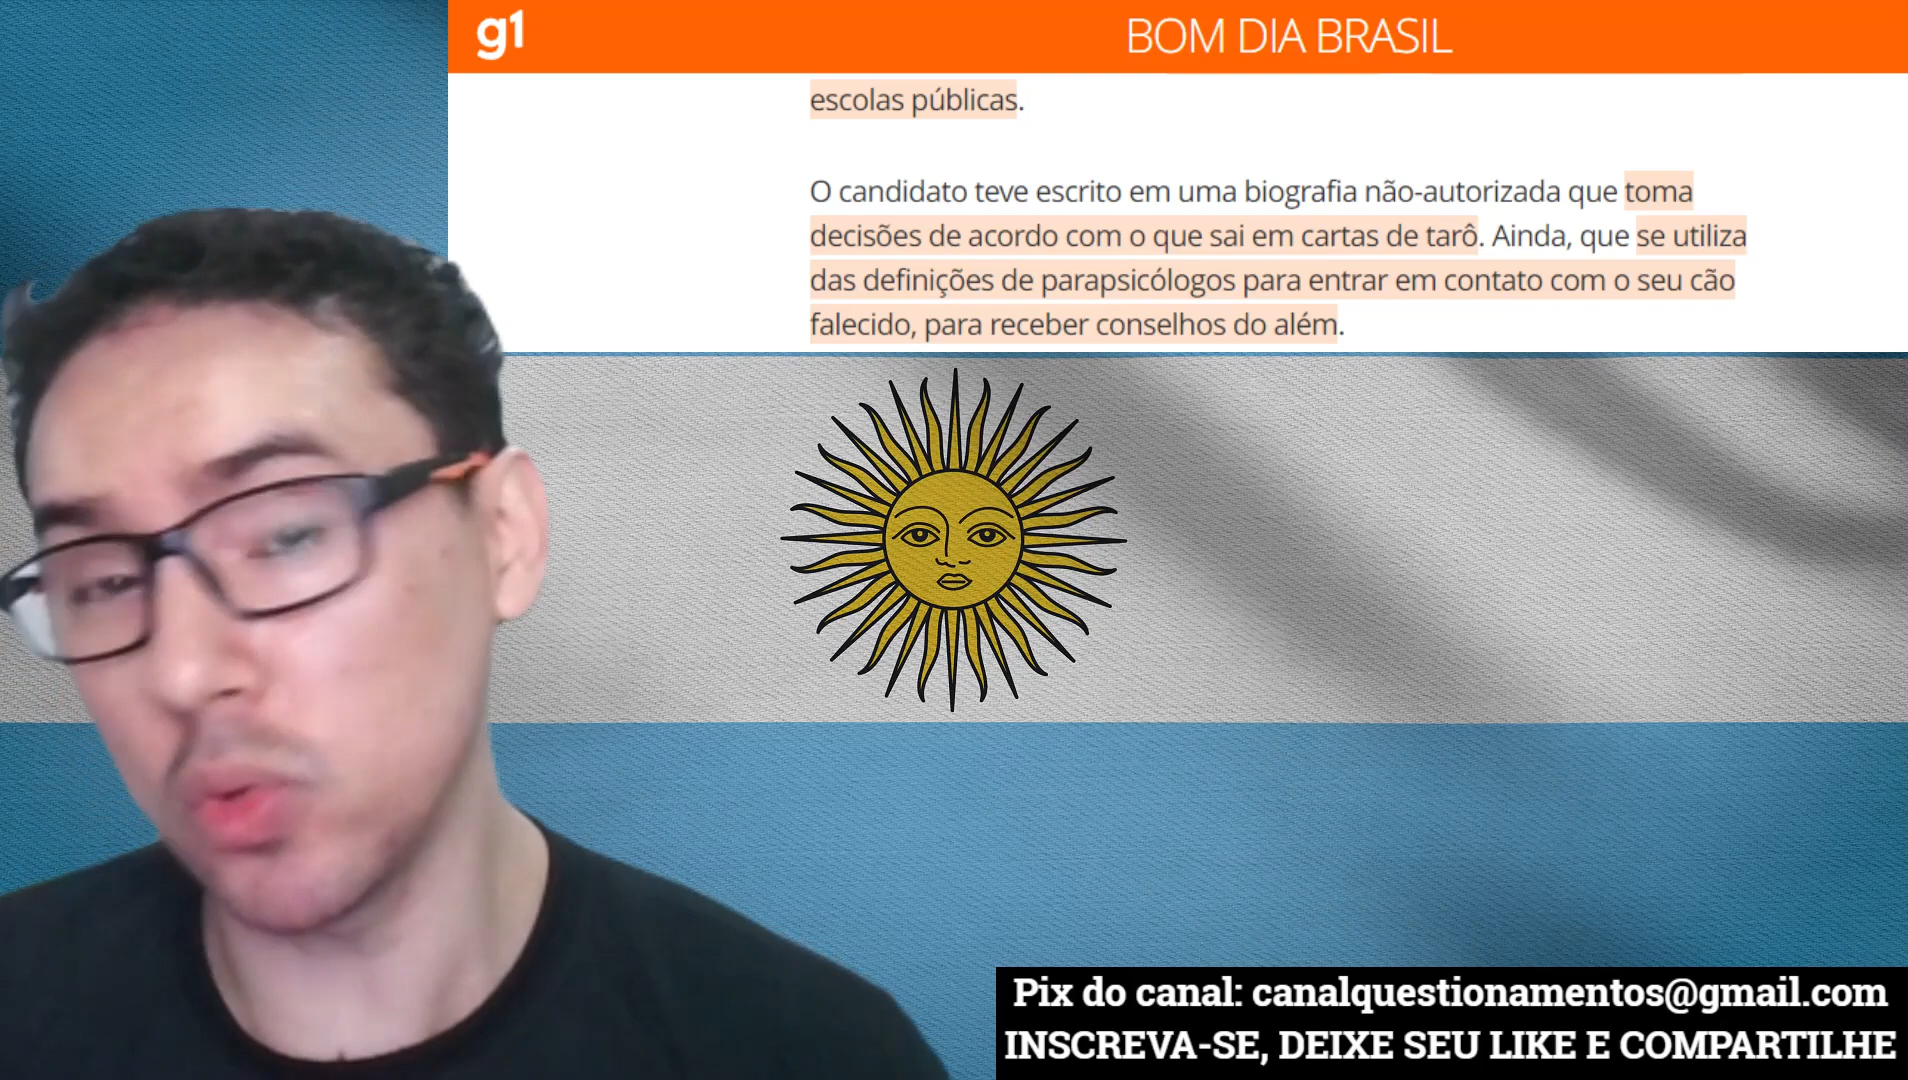 g1
BOM DIA BRASIL
escolas públicas.
O candidato teve escrito em uma biografia não-autorizada que toma
decisões de acordo com o que sai em cartas de tarô. Ainda, que se utiliza
das definições de parapsicólogos para entrar em contato com o seu cão
falecido, para receber conselhos do além.
Pix do canal: canalquestionamentos@gmail.com
INSCREVA-SE, DEIXE SEU LIKE E COMPARTILHE